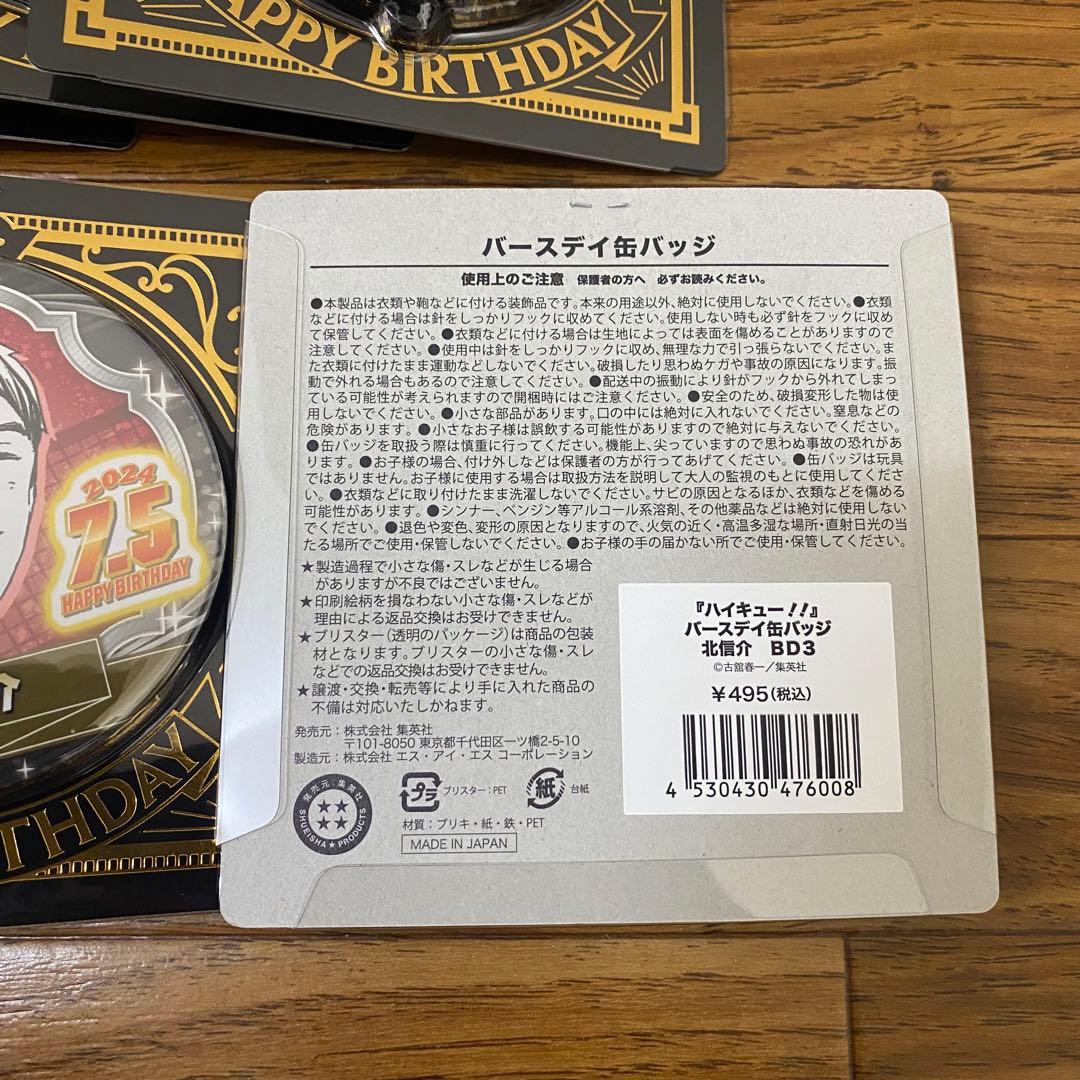 HAPPY BIRTHDAY
バースデイ缶バッジ
使用上のご注意 保護者の方へ 必ずお読みください。
●本製品は衣類や鞄などに付ける装飾品です。本来の用途以外、絶対に使用しないでください。●衣類
などに付ける場合は針をしっかりフックに収めてください。使用しない時も必ず針をフックに収め
て保管してください。●衣類などに付ける場合は生地によっては表面を傷めることがありますので
注意してください。●使用中は針をしっかりフックに収め、無理な力で引っ張らないでください。ま
た衣類に付けたまま運動などしないでください。破損したり思わぬケガや事故の原因になります。振
動で外れる場合もあるので注意してください。●配送中の振動により針がフックから外れてしまっ
ている可能性が考えられますので開梱時にはご注意ください。●安全のため、破損変形した物は使
用しないでください。●小さな部品があります。口の中には絶対に入れないでください。窒息などの
危険があります。●小さなお子様は誤飲する可能性がありますので絶対に与えないでください。
●缶バッジを取扱う際は慎重に行ってください。機能上、尖っていますので思わぬ事故の恐れがあ
ります。●お子様の場合、付け外しなどは保護者の方が行ってあげてください。●缶バッジは玩具
ではありません。お子様に使用する場合は取扱方法を説明して大人の監視のもとに使用してくださ
い。●衣類などに取り付けたまま洗濯しないでください。サビの原因となるほか、衣類などを傷める
可能性があります。●シンナー、ベンジン等アルコール系溶剤、その他薬品などは絶対に使用しない
でください。●退色や変色、変形の原因となりますので、火気の近く・高温多湿な場所・直射日光の当
たる場所でご使用・保管しないでください。●お子様の手の届かない所でご使用・保管してください。
★製造過程で小さな傷・スレなどが生じる場合
がありますが不良ではございません。
★印刷絵柄を損なわない小さな傷・スレなどが
理由による返品交換はお受けできません。
★ブリスター(透明のパッケージ)は商品の包装
材となります。ブリスターの小さな傷・スレ
などでの返品交換はお受けできません。
★譲渡・交換・転売等により手に入れた商品の
不備は対応いたしかねます。
発売元:株式会社 集英社
〒101-8050 東京都千代田区一ツ橋2-5-10
製造元:株式会社 エス・アイ・エス コーポレーション
発売元:集英社
SHUEISHA★PRODUCTS
プラ
ブリスター:PET
紙
台紙
材質:ブリキ・紙・鉄・PET
MADE IN JAPAN
『ハイキュー!!』
バースデイ缶バッジ
北信介 BD3
©古舘春一/集英社
¥495(税込)
4 530430 476008
2024
7.5
HAPPY BIRTHDAY
介
THDAY